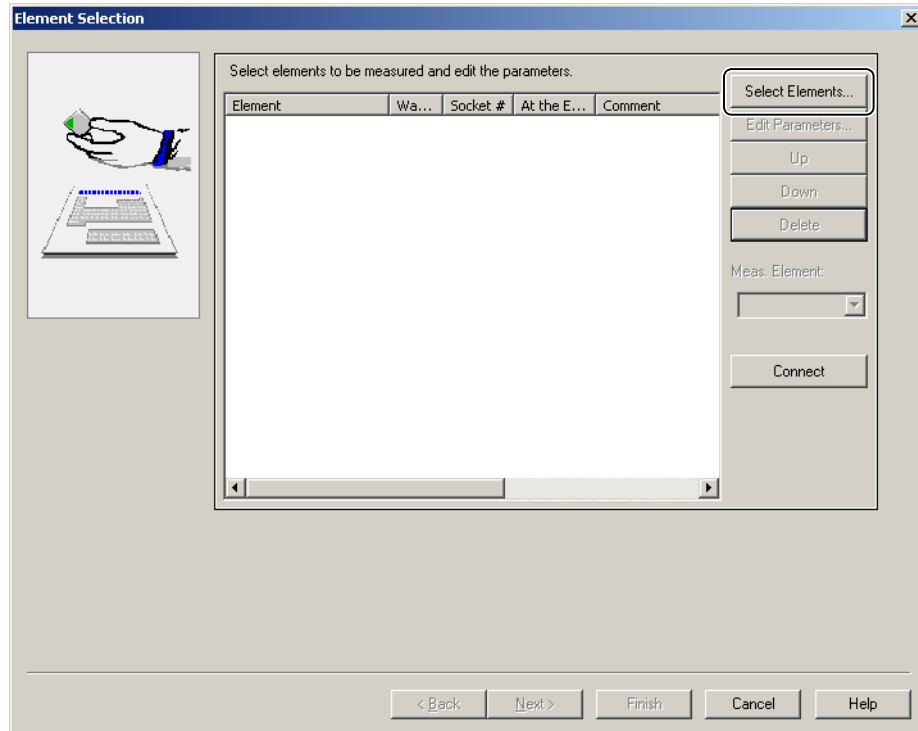 Element Selection
Select elements to be measured and edit the parameters.
Element Wa... Socket # At the E... Comment
Select Elements...
Edit Parameters...
Up
Down
Delete
Meas. Element:
Connect
< Back Next > Finish Cancel Help